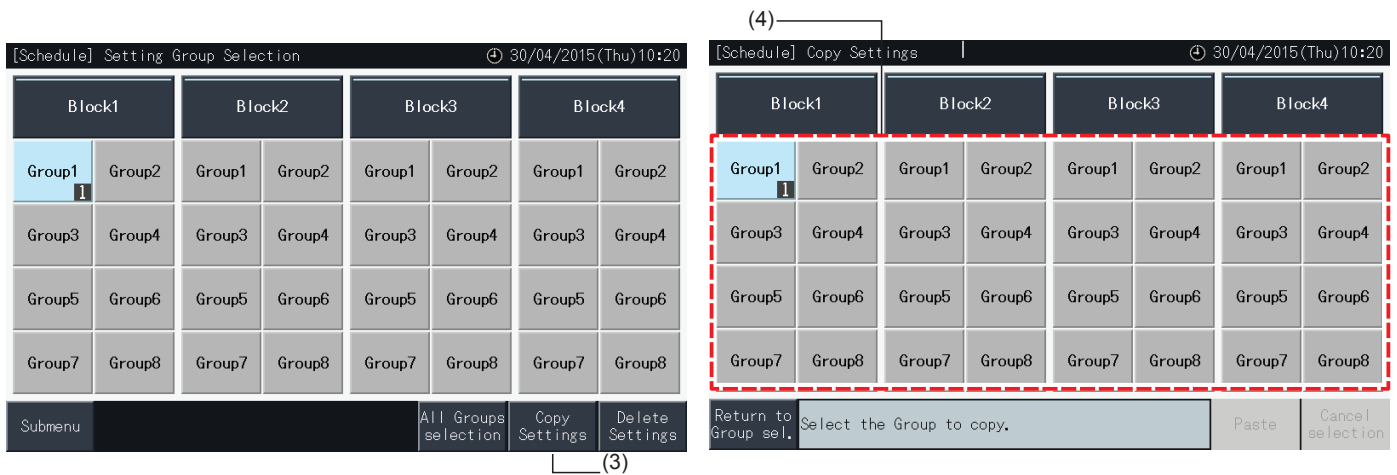 (4)
[Schedule] Setting Group Selection 30/04/2015(Thu)10:20
Block1 Block2 Block3 Block4
Group1 Group2 Group1 Group2 Group1 Group2 Group1 Group2
1
Group3 Group4 Group3 Group4 Group3 Group4 Group3 Group4
Group5 Group6 Group5 Group6 Group5 Group6 Group5 Group6
Group7 Group8 Group7 Group8 Group7 Group8 Group7 Group8
Submenu
All Groups
selection
Copy
Settings
Delete
Settings
(3)
[Schedule] Copy Settings 30/04/2015(Thu)10:20
Block1 Block2 Block3 Block4
Group1 Group2 Group1 Group2 Group1 Group2 Group1 Group2
1
Group3 Group4 Group3 Group4 Group3 Group4 Group3 Group4
Group5 Group6 Group5 Group6 Group5 Group6 Group5 Group6
Group7 Group8 Group7 Group8 Group7 Group8 Group7 Group8
Return to
Group sel.
Select the Group to copy.
Paste
Cancel
selection